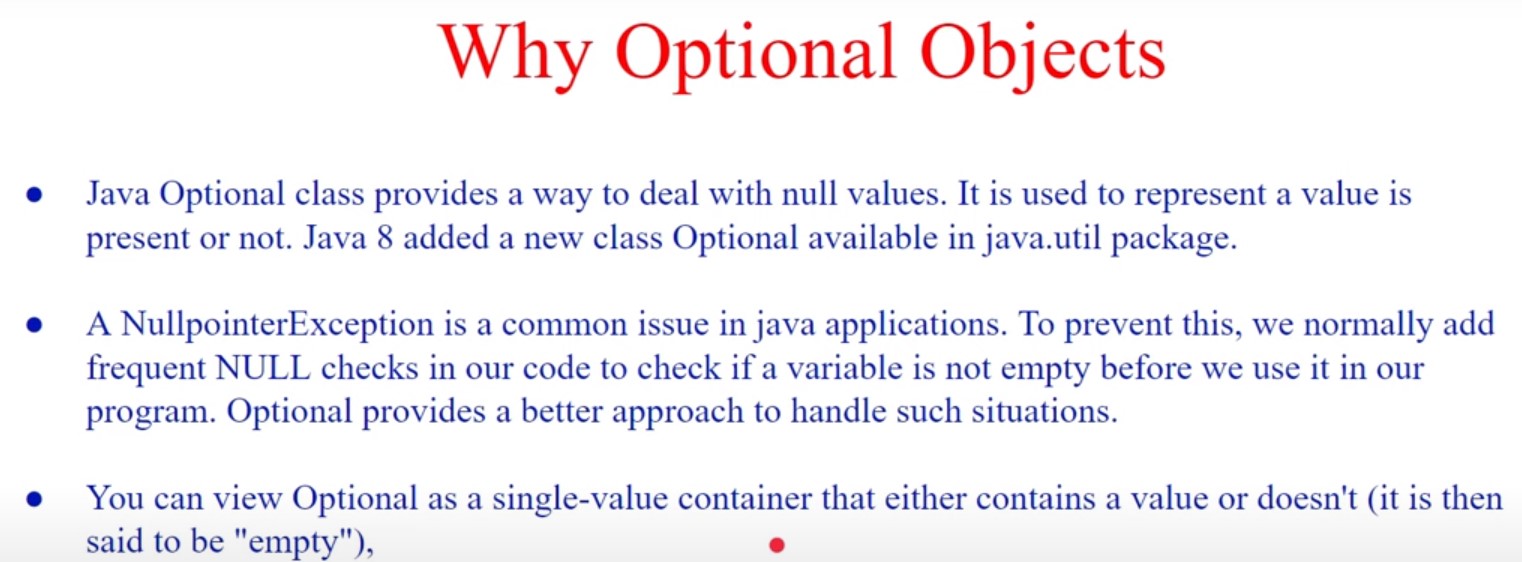 Why Optional Objects
● Java Optional class provides a way to deal with null values. It is used to represent a value is
present or not. Java 8 added a new class Optional available in java.util package.
● A NullpointerException is a common issue in java applications. To prevent this, we normally add
frequent NULL checks in our code to check if a variable is not empty before we use it in our
program. Optional provides a better approach to handle such situations.
● You can view Optional as a single-value container that either contains a value or doesn't (it is then
said to be "empty"),